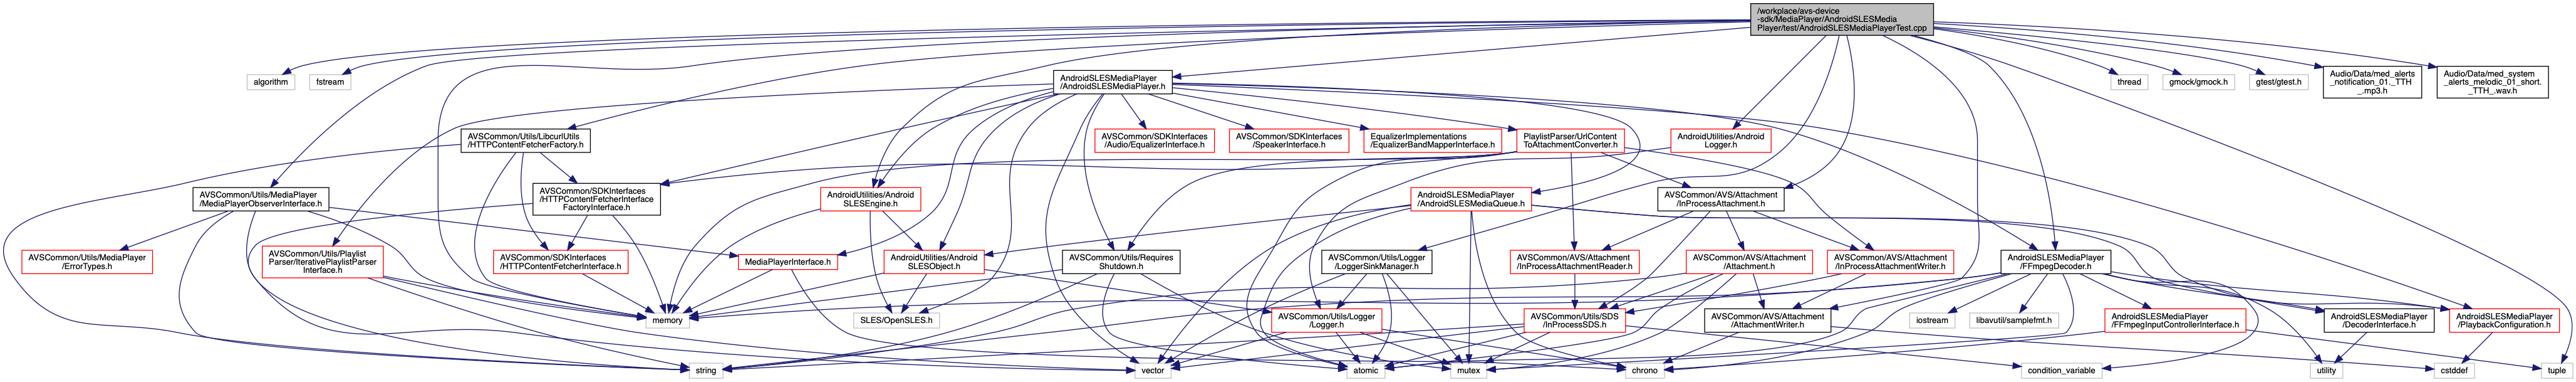 /workplace/avs-device
-sdk/MediaPlayer/AndroidSLESMedia
Player/test/AndroidSLESMediaPlayerTest.cpp
algorithm
fstream
AndroidSLESMediaPlayer
/AndroidSLESMediaPlayer.h
thread
gmock/gmock.h
gtest/gtest.h
Audio/Data/med_alerts
_notification_01._TTH
_.mp3.h
Audio/Data/med_system
_alerts_melodic_01_short.
_TTH_.wav.h
AVSCommon/Utils/LibcurlUtils
/HTTPContentFetcherFactory.h
AVSCommon/SDKInterfaces
/Audio/EqualizerInterface.h
AVSCommon/SDKInterfaces
/SpeakerInterface.h
EqualizerImplementations
/EqualizerBandMapperInterface.h
PlaylistParser/UrlContent
ToAttachmentConverter.h
AndroidUtilities/Android
Logger.h
AVSCommon/Utils/MediaPlayer
/MediaPlayerObserverInterface.h
AVSCommon/SDKInterfaces
/HTTPContentFetcherInterface
FactoryInterface.h
AndroidUtilities/Android
SLESEngine.h
AndroidSLESMediaPlayer
/AndroidSLESMediaQueue.h
AVSCommon/AVS/Attachment
/InProcessAttachment.h
AVSCommon/Utils/MediaPlayer
/ErrorTypes.h
AVSCommon/Utils/Playlist
Parser/IterativePlaylistParser
Interface.h
AVSCommon/SDKInterfaces
/HTTPContentFetcherInterface.h
MediaPlayerInterface.h
AndroidUtilities/Android
SLESObject.h
AVSCommon/Utils/Requires
Shutdown.h
AVSCommon/Utils/Logger
/LoggerSinkManager.h
AVSCommon/AVS/Attachment
/InProcessAttachmentReader.h
AVSCommon/AVS/Attachment
/Attachment.h
AVSCommon/AVS/Attachment
/InProcessAttachmentWriter.h
AndroidSLESMediaPlayer
/FFmpegDecoder.h
memory
SLES/OpenSLES.h
AVSCommon/Utils/Logger
/Logger.h
AVSCommon/Utils/SDS
/InProcessSDS.h
AVSCommon/AVS/Attachment
/AttachmentWriter.h
iostream
libavutil/samplefmt.h
AndroidSLESMediaPlayer
/FFmpegInputControllerInterface.h
AndroidSLESMediaPlayer
/DecoderInterface.h
AndroidSLESMediaPlayer
/PlaybackConfiguration.h
string
vector
atomic
mutex
chrono
condition_variable
utility
cstddef
tuple